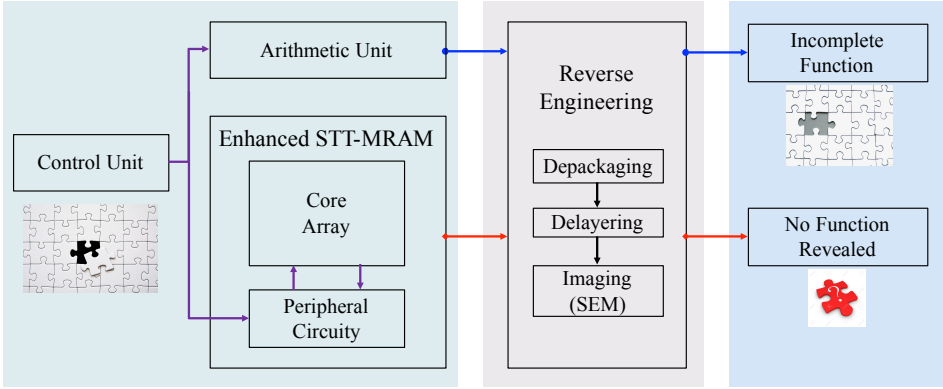 Arithmetic Unit
Control Unit
Enhanced STT-MRAM
Core
Array
Peripheral
Circuity
Reverse
Engineering
Depackaging
Delayering
Imaging
(SEM)
Incomplete
Function
No Function
Revealed